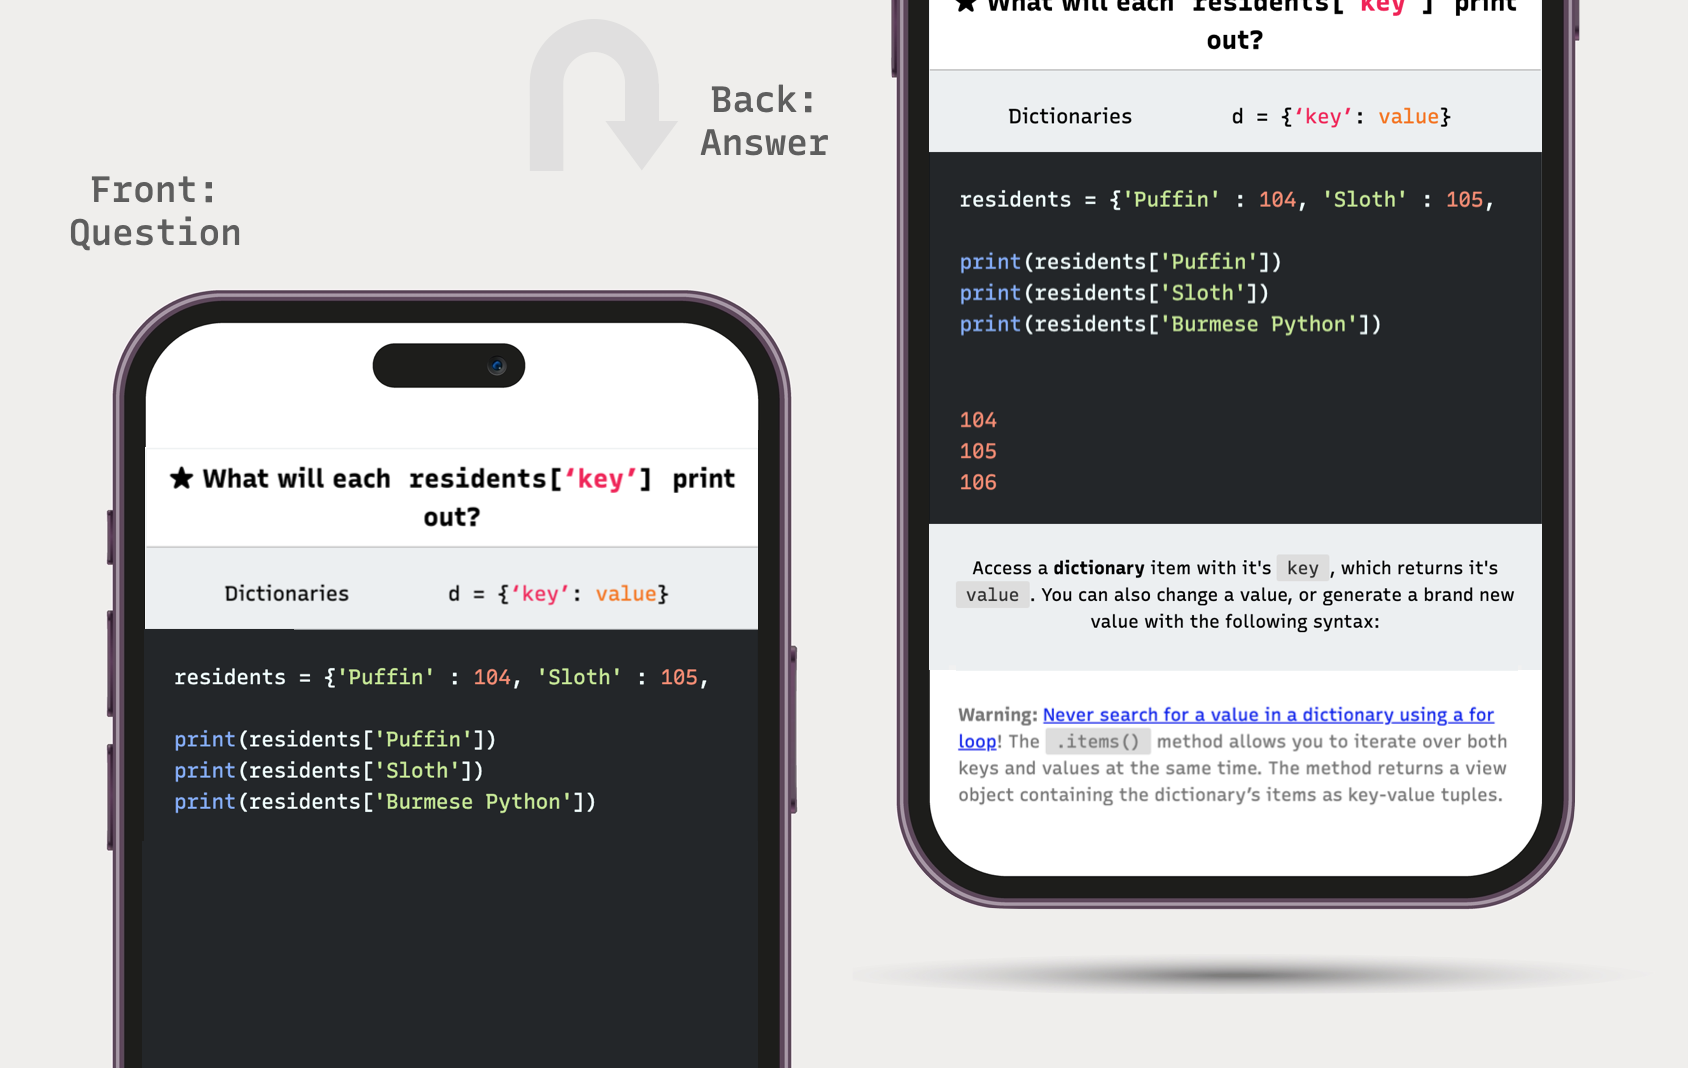 Front:
Question
★ What will each residents[‘key’] print
out?
Dictionaries d = {‘key’: value}
residents = {'Puffin' : 104, 'Sloth' : 105,
print(residents['Puffin'])
print(residents['Sloth'])
print(residents['Burmese Python'])
Back:
Answer
★ What will each residents[‘key’] print
out?
Dictionaries d = {‘key’: value}
residents = {'Puffin' : 104, 'Sloth' : 105,
print(residents['Puffin'])
print(residents['Sloth'])
print(residents['Burmese Python'])
104
105
106
Access a dictionary item with it's key , which returns it's
value . You can also change a value, or generate a brand new
value with the following syntax:
Warning: Never search for a value in a dictionary using a for
loop! The .items() method allows you to iterate over both
keys and values at the same time. The method returns a view
object containing the dictionary’s items as key-value tuples.